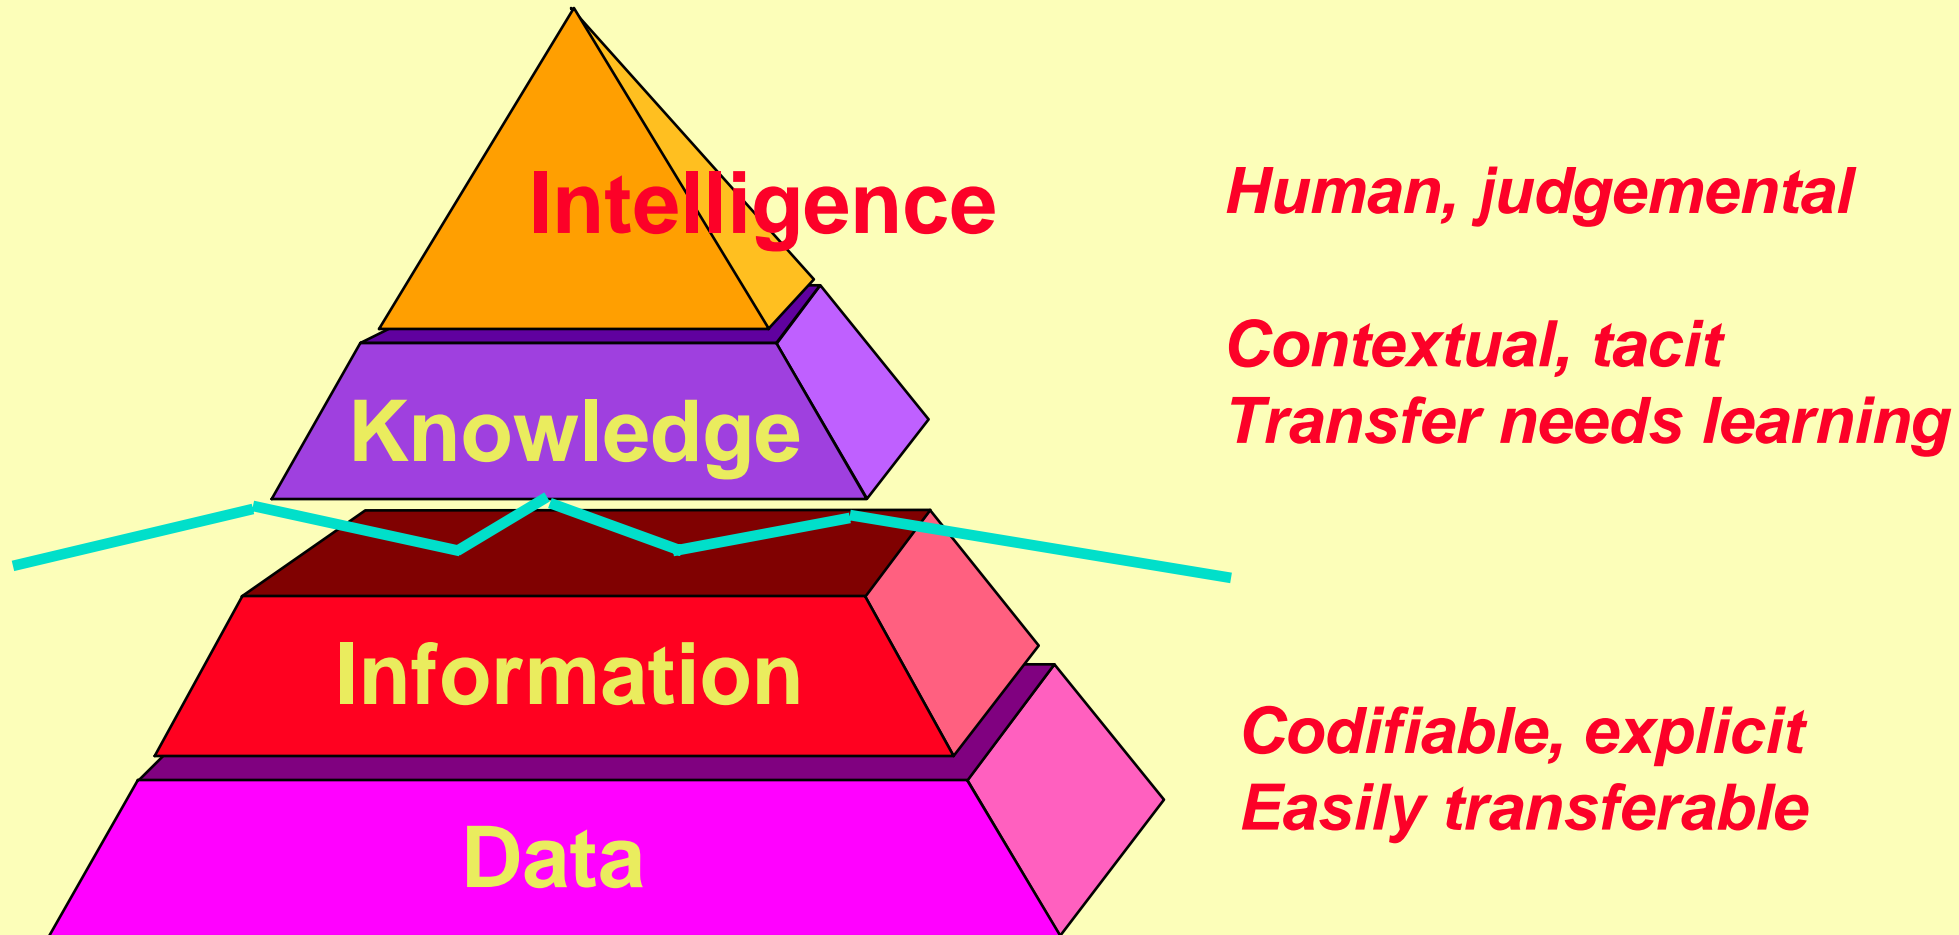 Intelligence
Human, judgemental
Contextual, tacit
Transfer needs learning
Knowledge
Information
Codifiable, explicit
Easily transferable
Data